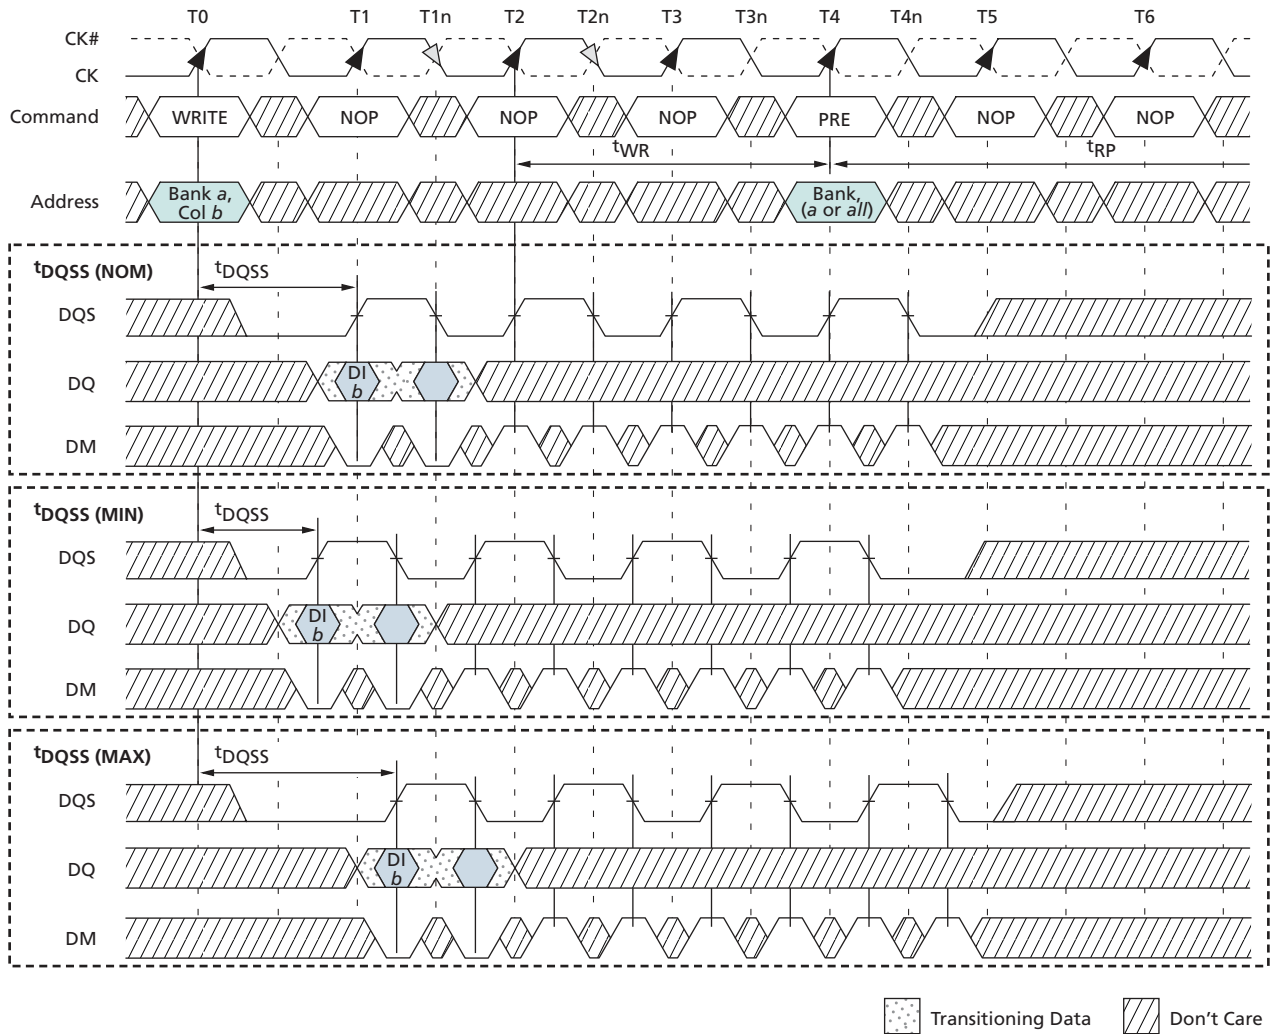 T0 T1 T1n T2 T2n T3 T3n T4 T4n T5 T6
CK#
CK
Command WRITE NOP NOP NOP PRE NOP NOP
tWR tRP
Address Bank a, Col b Bank, (a or all)
tDQSS (NOM) tDQSS
DQS
DQ DI b
DM
tDQSS (MIN) tDQSS
DQS
DQ DI b
DM
tDQSS (MAX) tDQSS
DQS
DQ DI b
DM
Transitioning Data Don't Care